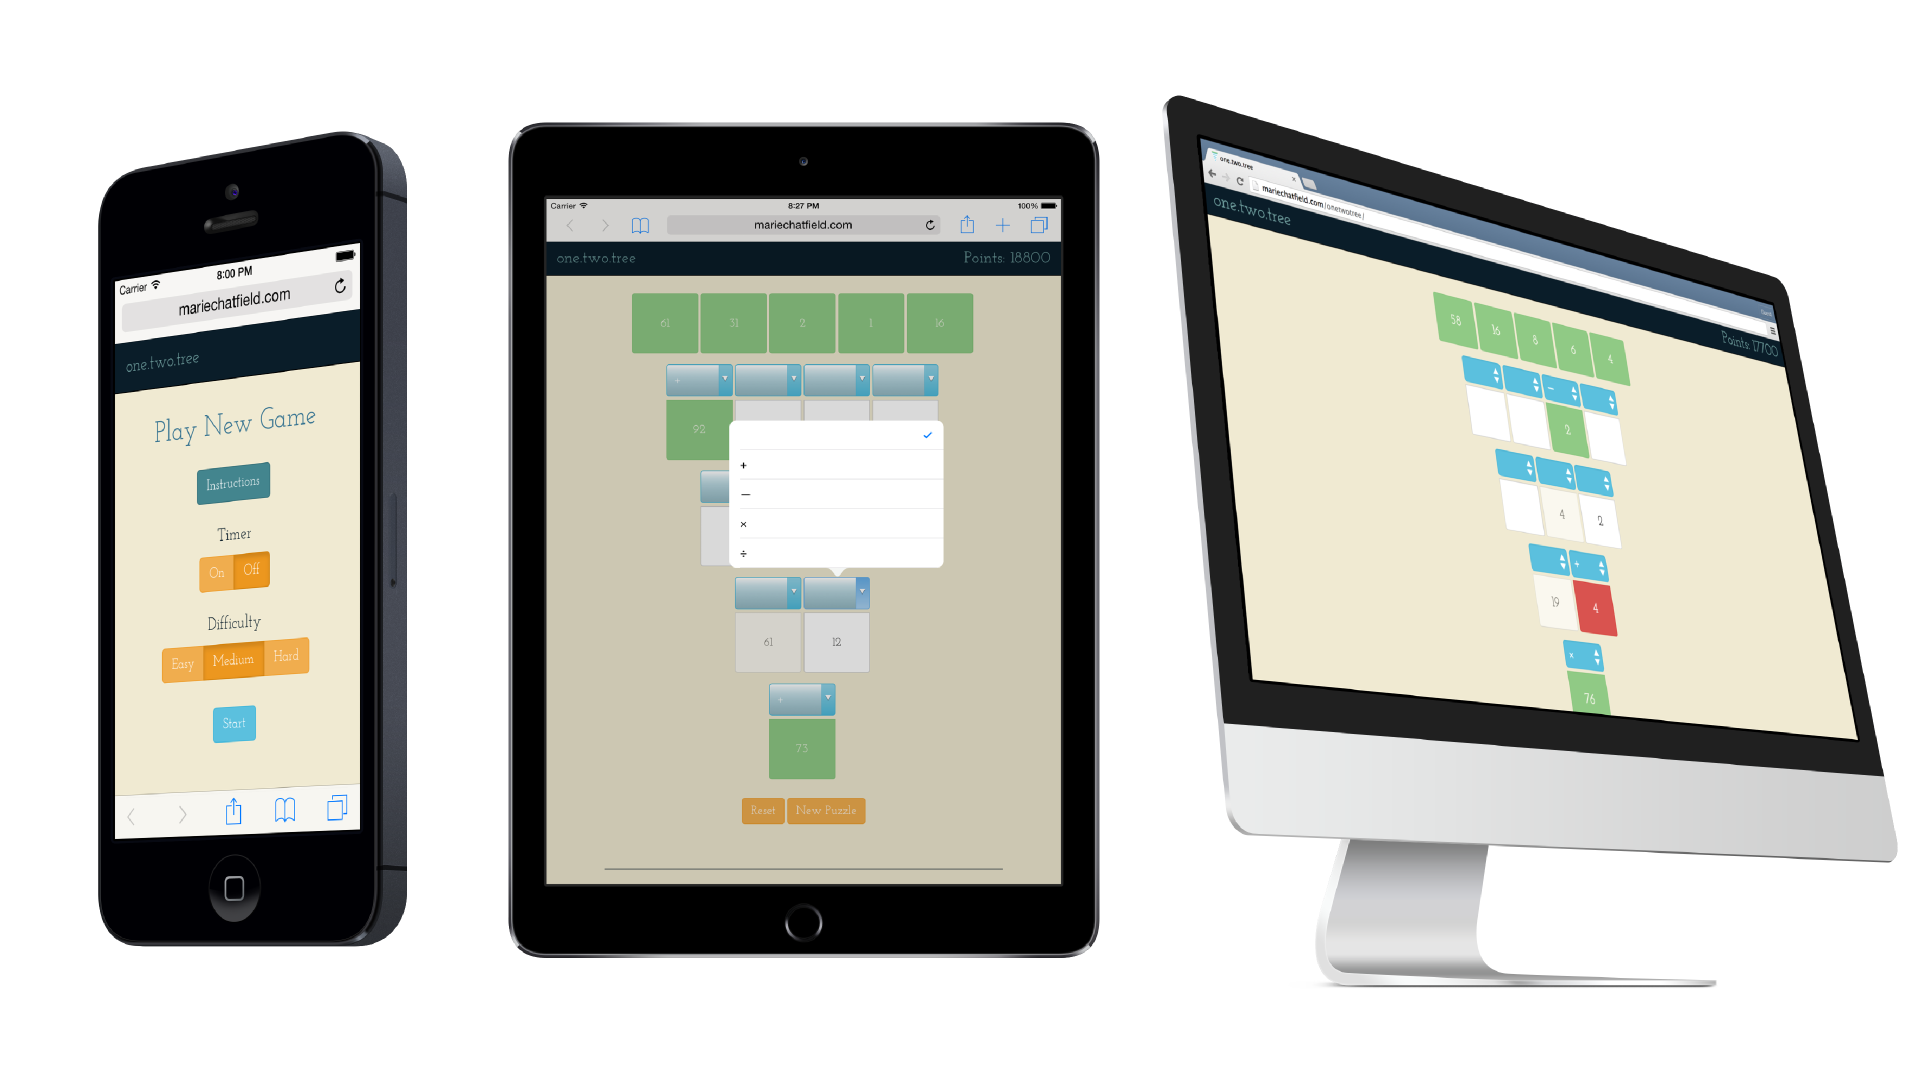 Carrier
8:00 PM
mariechatfield.com
one.two.tree
Play New Game
Instructions
Timer
On Off
Difficulty
Easy Medium Hard
Start
Carrier 8:27 PM 100%
mariechatfield.com
one.two.tree Points: 18800
61 31 2 1 16
+
92
+
−
×
÷
61 12
+
73
Reset New Puzzle
one.two.tree
mariechatfield.com/onetwotree/
one.two.tree
Points: 17700
58 16 8 6 4
−
2
4 2
+
19 4
×
76